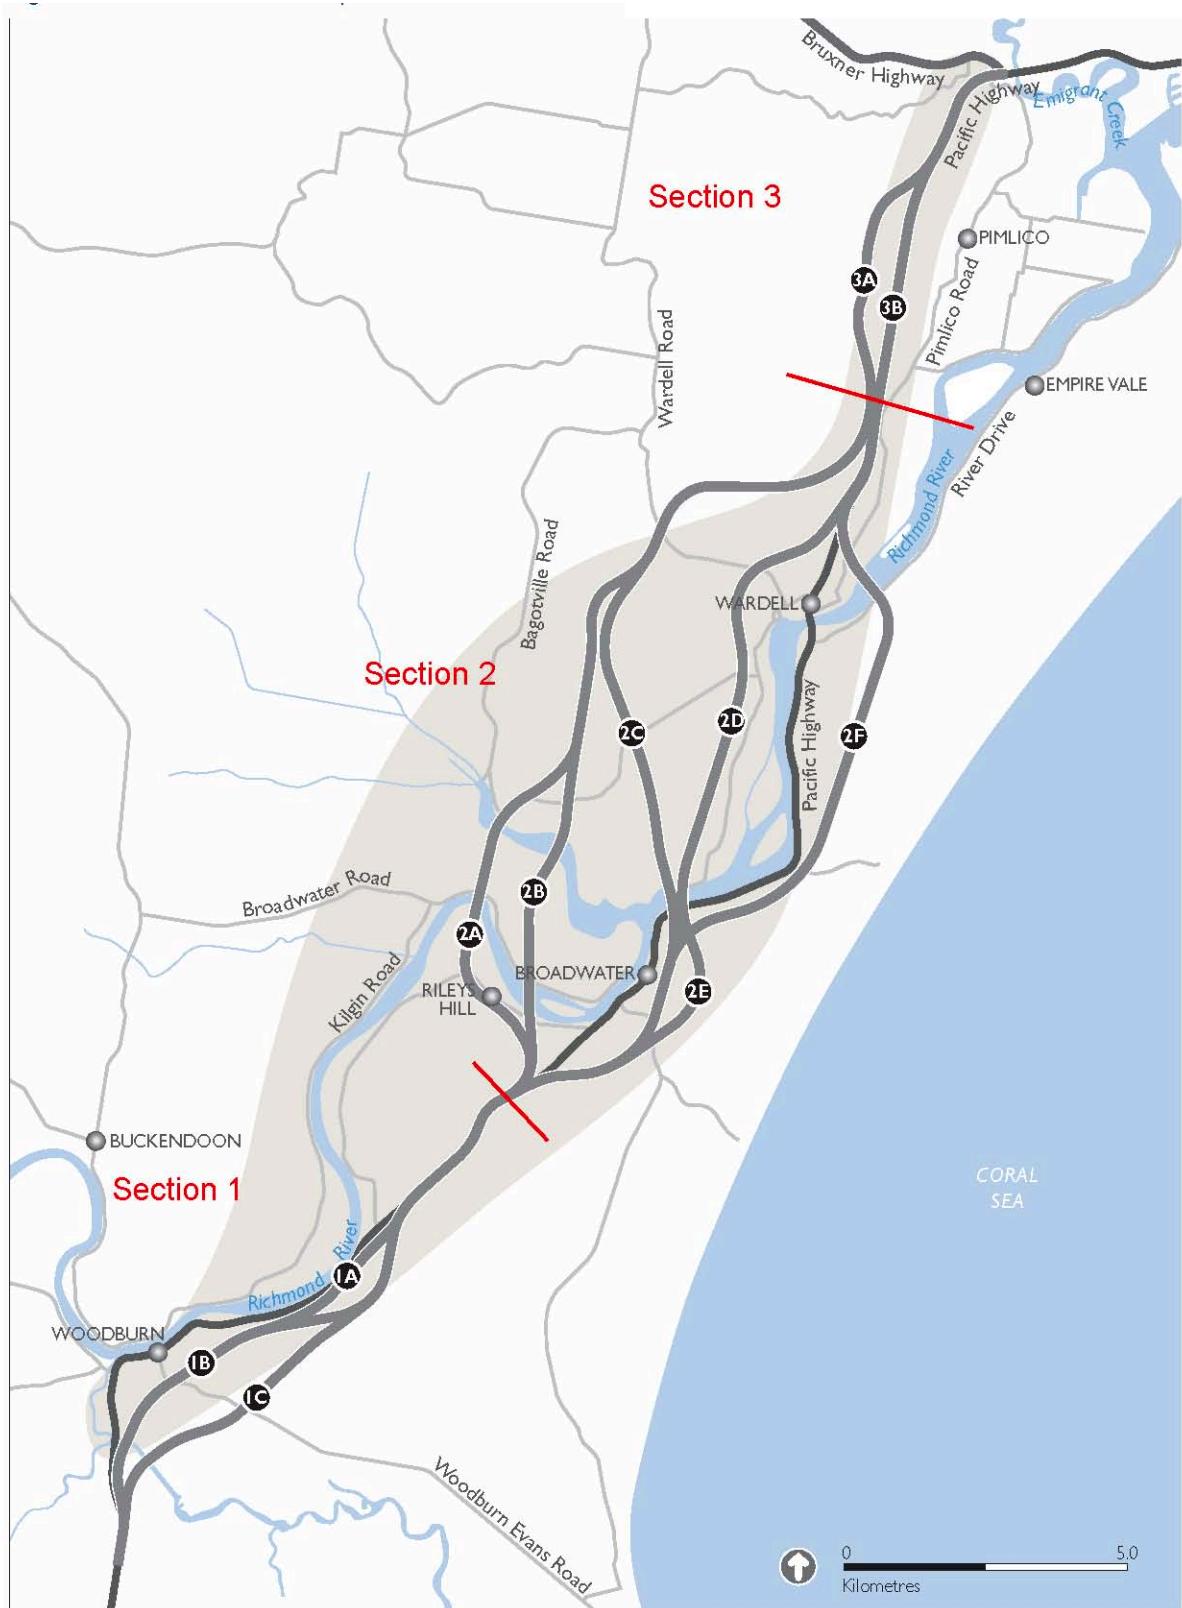 Bruxner Highway
Pacific Highway
Emigrant Creek
Section 3
PIMLICO
3A
3B
Pimlico Road
Wardell Road
EMPIRE VALE
River Drive
Richmond River
Bagotville Road
WARDELL
Section 2
2C
2D
2F
Pacific Highway
Broadwater Road
2B
2A
Kilgin Road
BROADWATER
RILEYS
HILL
2E
BUCKENDOON
Section 1
CORAL
SEA
Richmond River
1A
WOODBURN
1B
1C
Woodburn Evans Road
0 5.0
Kilometres